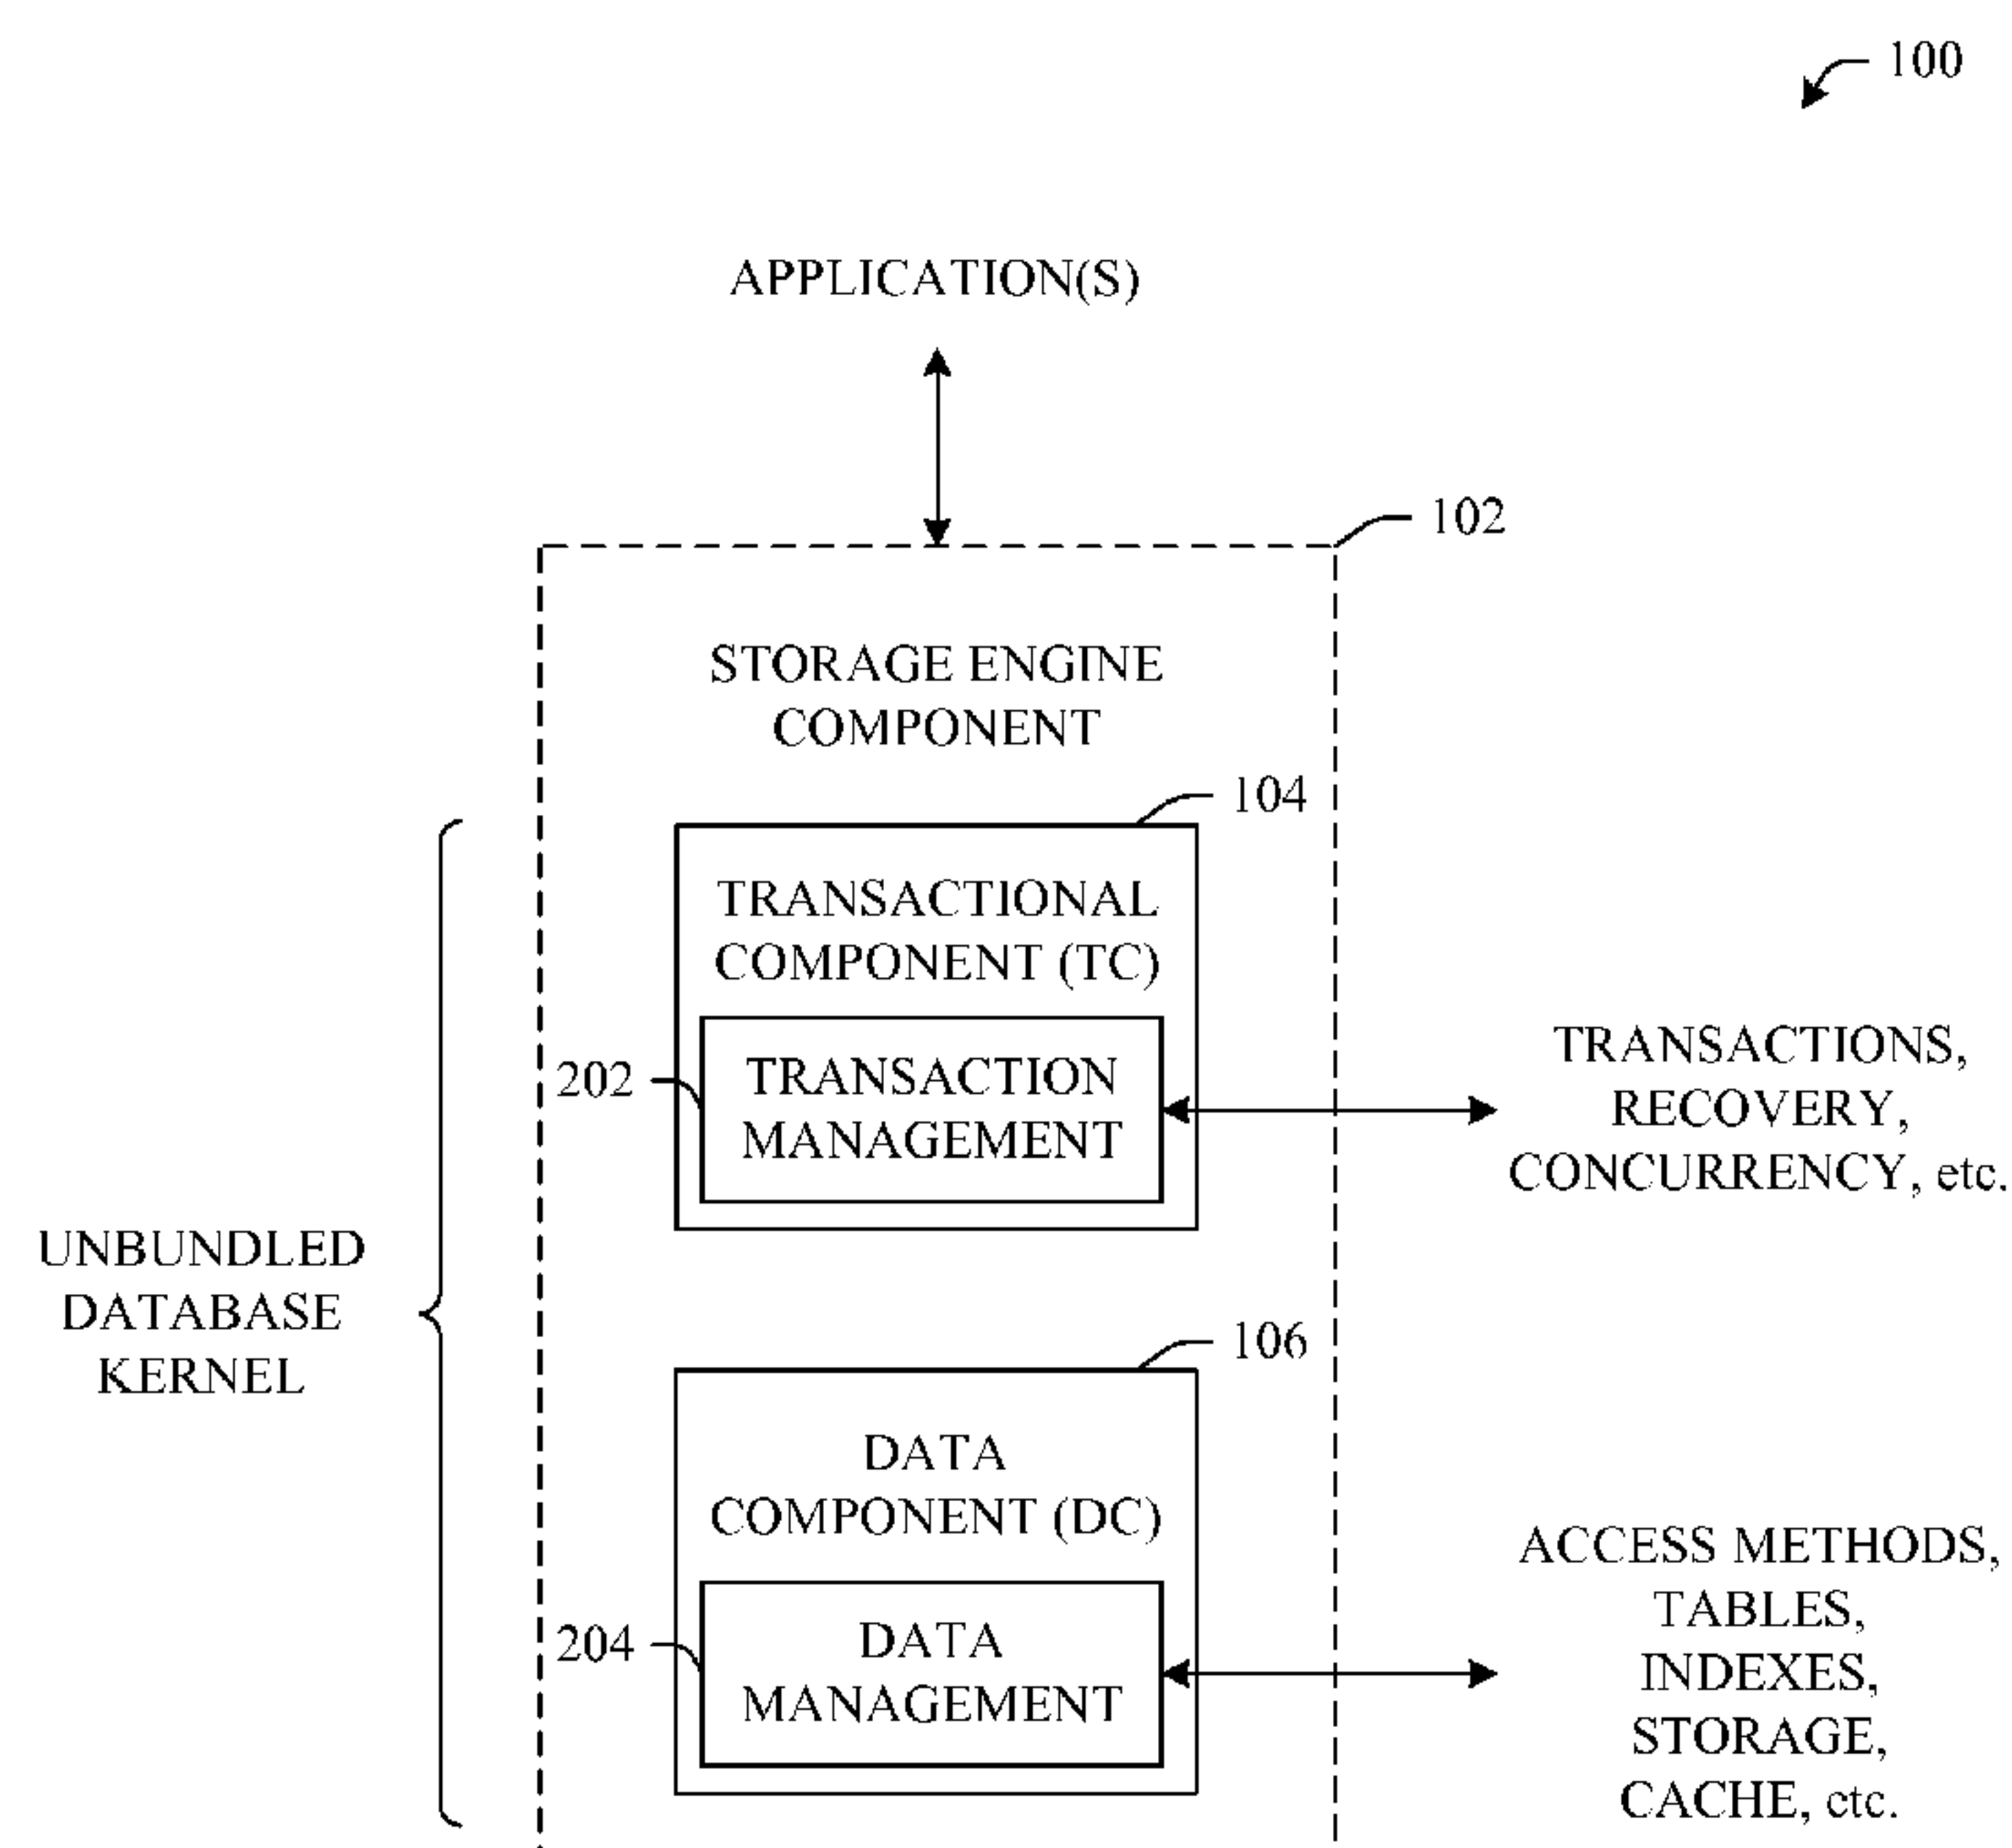 100
APPLICATION(S)
102
STORAGE ENGINE
COMPONENT
104
TRANSACTIONAL
COMPONENT (TC)
202
TRANSACTION
MANAGEMENT
TRANSACTIONS,
RECOVERY,
CONCURRENCY, etc.
UNBUNDLED
DATABASE
KERNEL
106
DATA
COMPONENT (DC)
204
DATA
MANAGEMENT
ACCESS METHODS,
TABLES,
INDEXES,
STORAGE,
CACHE, etc.